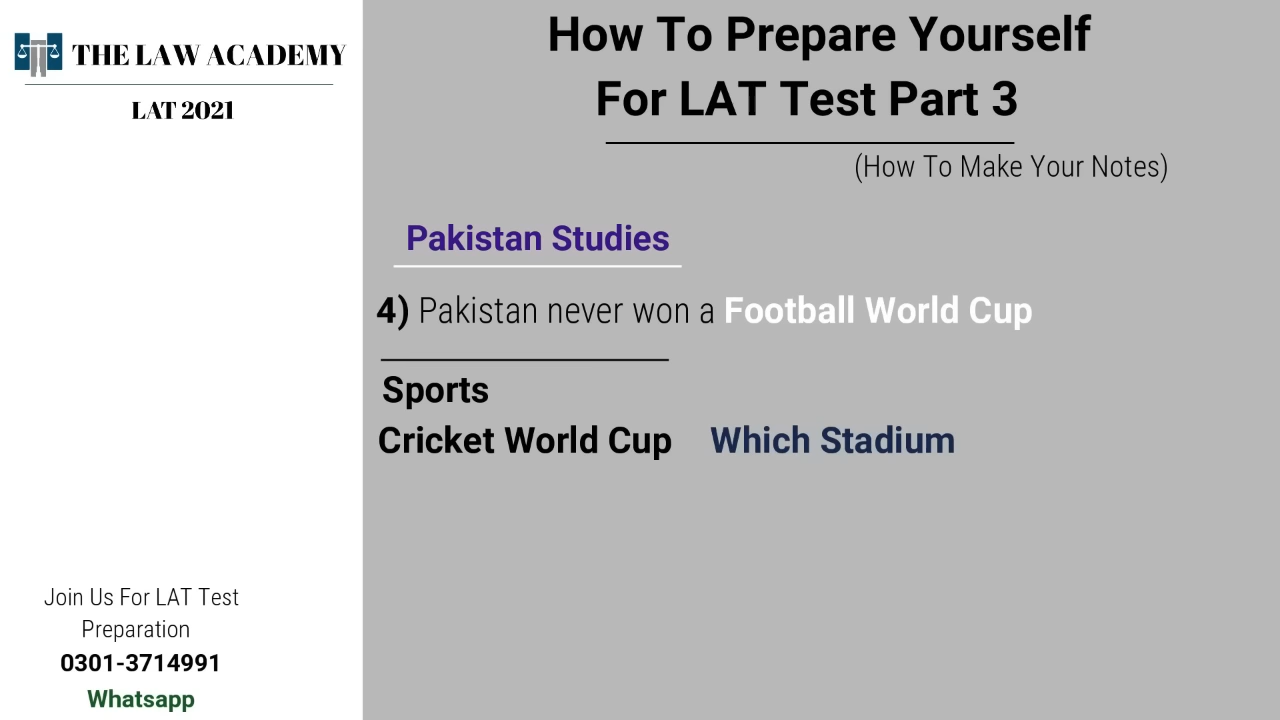 THE LAW ACADEMY
LAT 2021
How To Prepare Yourself
For LAT Test Part 3
(How To Make Your Notes)
Pakistan Studies
4) Pakistan never won a Football World Cup
Sports
Cricket World Cup Which Stadium
Join Us For LAT Test
Preparation
0301-3714991
Whatsapp